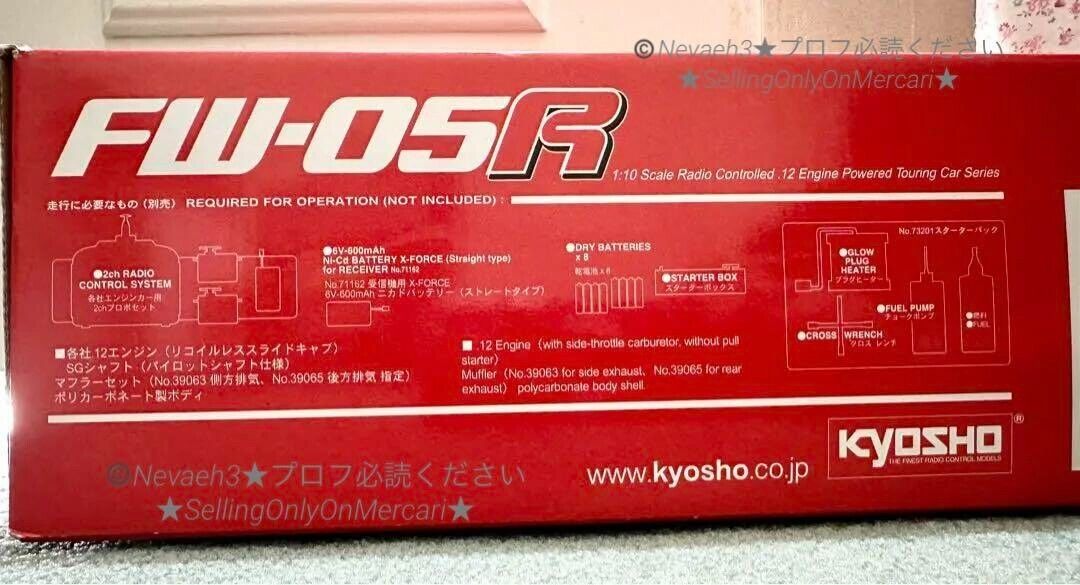 ©Nevaeh3★プロフ必読ください
★SellingOnlyOnMercari★
FW-05R
1:10 Scale Radio Controlled .12 Engine Powered Touring Car Series
走行に必要なもの（別売） REQUIRED FOR OPERATION (NOT INCLUDED) :
●2ch RADIO
CONTROL SYSTEM
各社エンジンカー用
2chプロポセット
●6V-600mAh
Ni-Cd BATTERY X-FORCE (Straight type)
for RECEIVER No.71162
No.71162 受信機用 X-FORCE
6V-600mAh ニカドバッテリー（ストレートタイプ）
●DRY BATTERIES
x 8
乾電池 x 8
●STARTER BOX
スターターボックス
No.73201スターターパック
●GLOW
PLUG
HEATER
プラグヒーター
●FUEL PUMP
チョークポンプ
●CROSS WRENCH
クロス レンチ
●燃料
●FUEL
■各社.12エンジン（リコイルレススライドキャブ）
SGシャフト（パイロットシャフト仕様）
マフラーセット（No.39063 側方排気、No.39065 後方排気 指定）
ポリカーボネート製ボディ
■.12 Engine (with side-throttle carburetor, without pull
starter)
Muffler (No.39063 for side exhaust, No.39065 for rear
exhaust) polycarbonate body shell
KYOSHO®
THE FINEST RADIO CONTROL MODELS
www.kyosho.co.jp
©Nevaeh3★プロフ必読ください
★SellingOnlyOnMercari★